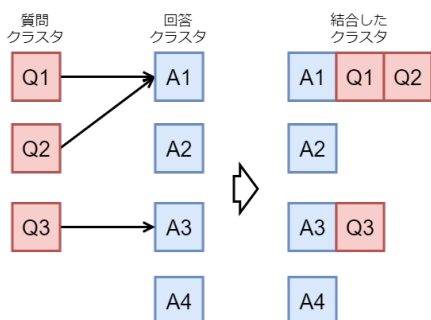 質問
クラスタ
回答
クラスタ
結合した
クラスタ
Q1 A1 A1 Q1 Q2
Q2 A2 A2
Q3 A3 A3 Q3
A4 A4